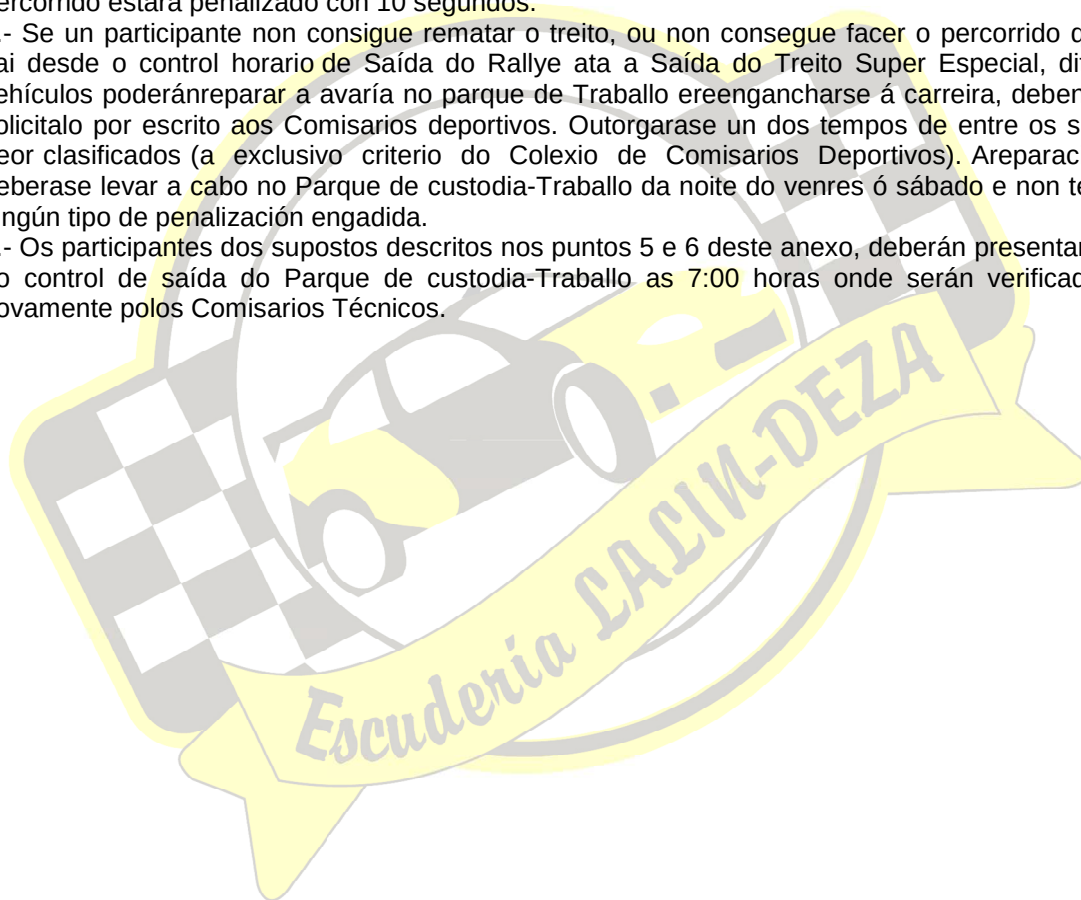 percorrido estará penalizado con 10 segundos.
.- Se un participante non consigue rematar o treito, ou non consegue facer o percorrido
ai desde o control horario de Saída do Rallye ata a Saída do Treito Super Especial,
ehículos poderánreparar a avaría no parque de Traballo ereengancharse á carreira,
olicitalo por escrito aos Comisarios deportivos. Outorgarase un dos tempos de entre os
eor clasificados (a exclusivo criterio do Colexio de Comisarios Deportivos). Areparac
eberase levar a cabo no Parque de custodia-Traballo da noite do venres ó sábado e non
ngún tipo de penalización engadida.
.- Os participantes dos supostos descritos nos puntos 5 e 6 deste anexo, deberán presentar
o control de saída do Parque de custodia-Traballo as 7:00 horas onde serán verificad
ovamente polos Comisarios Técnicos.
Escudería LALIN-DEZA